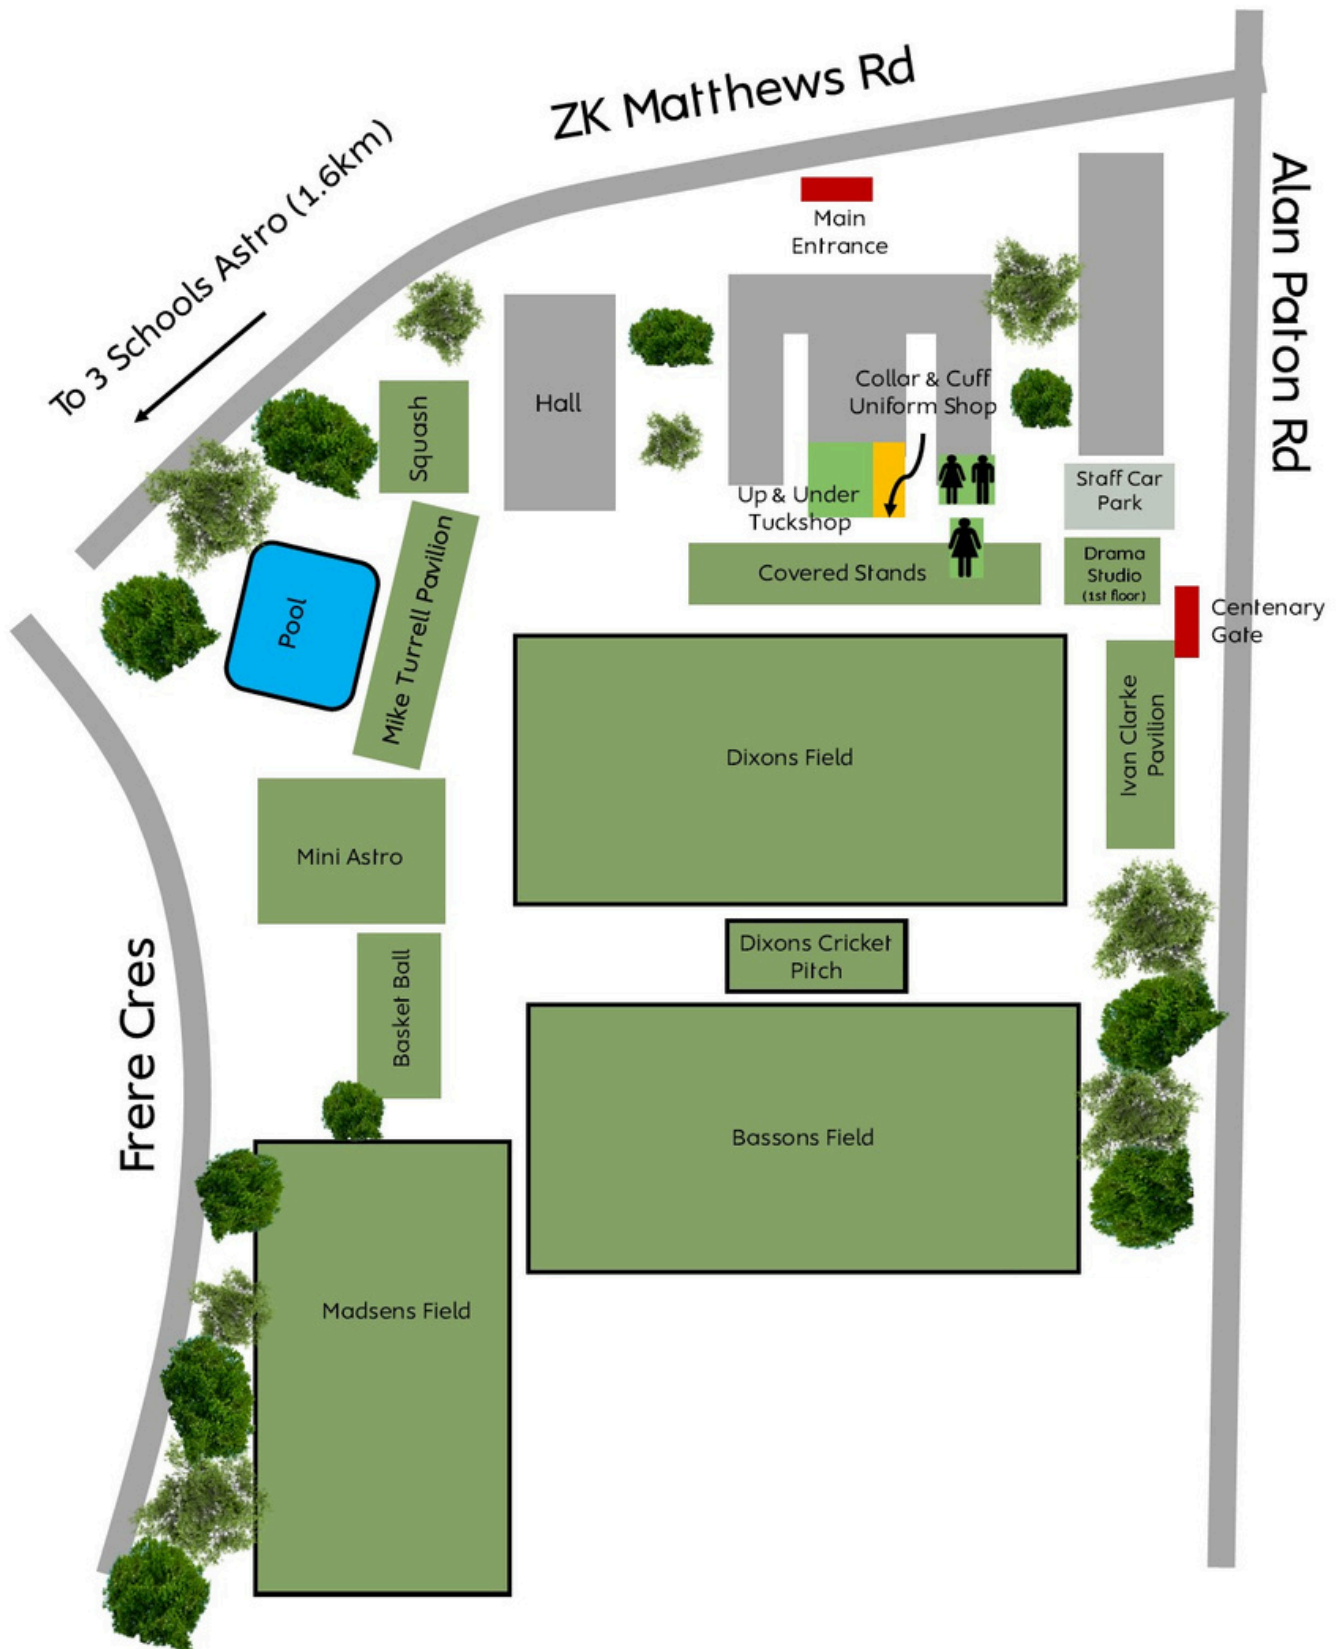 ZK Matthews Rd
To 3 Schools Astro (1.6km)
Alan Paton Rd
Main
Entrance
Hall
Squash
Collar & Cuff
Uniform Shop
Up & Under
Tuckshop
Staff Car
Park
Covered Stands
Drama
Studio
(1st floor)
Centenary
Gate
Pool
Mike Turrell Pavilion
Ivan Clarke
Pavilion
Dixons Field
Mini Astro
Dixons Cricket
Pitch
Basket Ball
Frere Cres
Bassons Field
Madsens Field